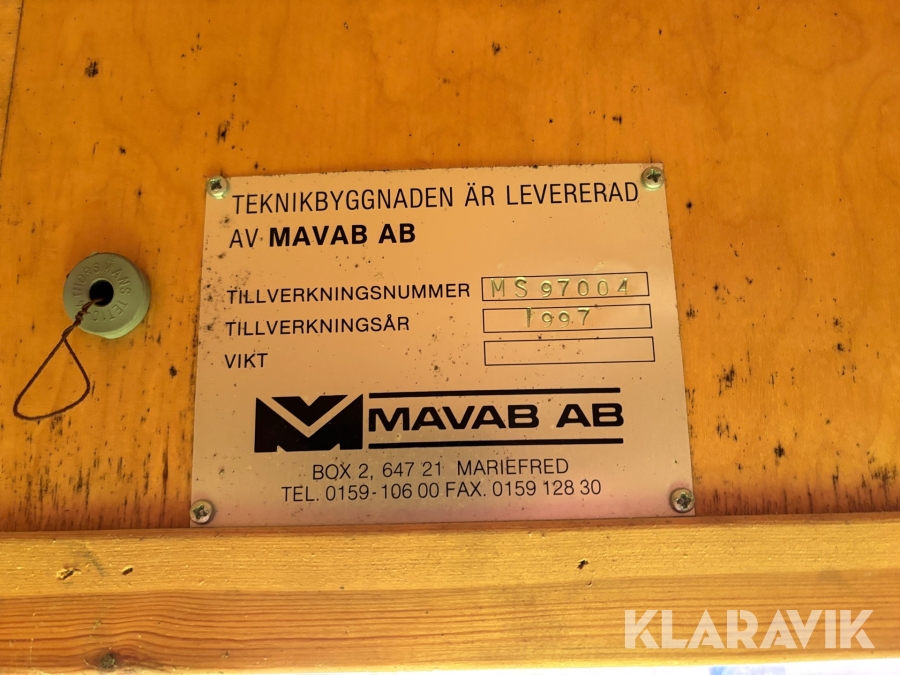 TEKNIKBYGGNADEN ÄR LEVERERAD
AV MAVAB AB
TILLVERKNINGSNUMMER MS 97004
TILLVERKNINGSÅR 1997
VIKT
MAVAB AB
BOX 2, 647 21 MARIEFRED
TEL. 0159-106 00 FAX. 0159 128 30
KLARAVIK